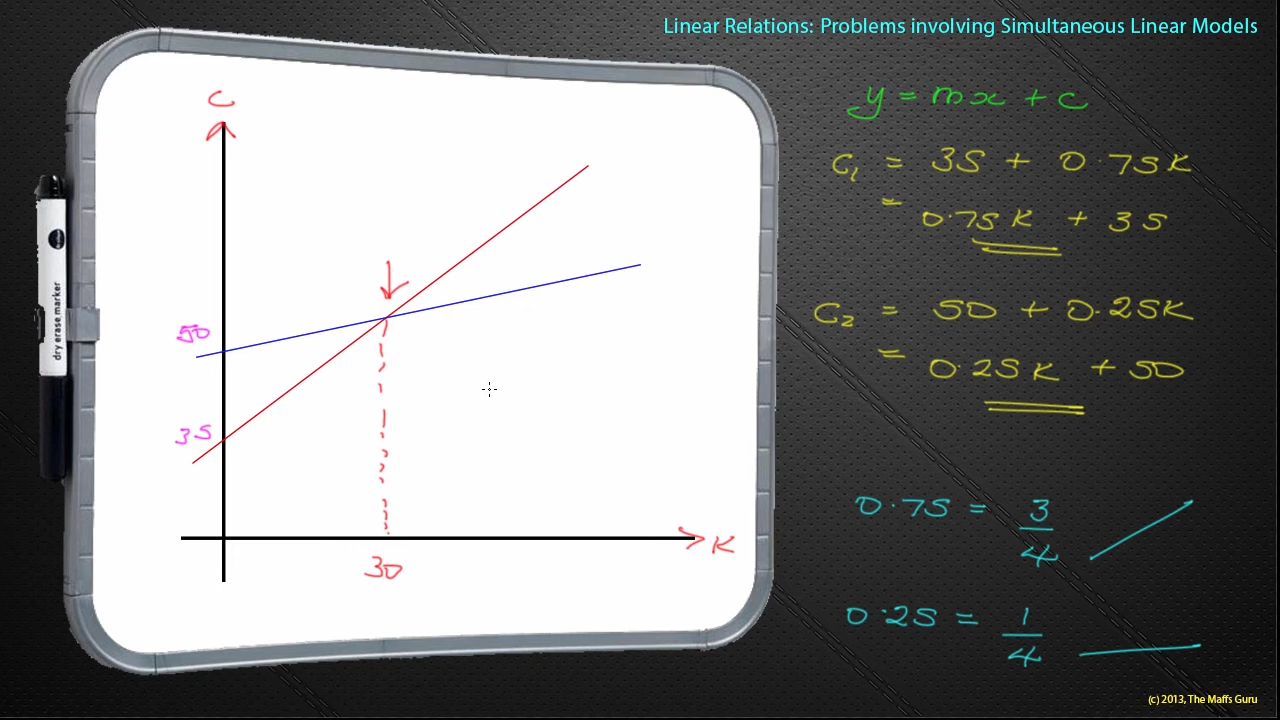 Linear Relations: Problems involving Simultaneous Linear Models
C
50
35
30
K
dry erase marker
y = mx + c
C₁ = 35 + 0.75K
= 0.75K + 35
C₂ = 50 + 0.25K
= 0.25K + 50
0.75 = 3/4
0.25 = 1/4
(c) 2013, The Maffs Guru